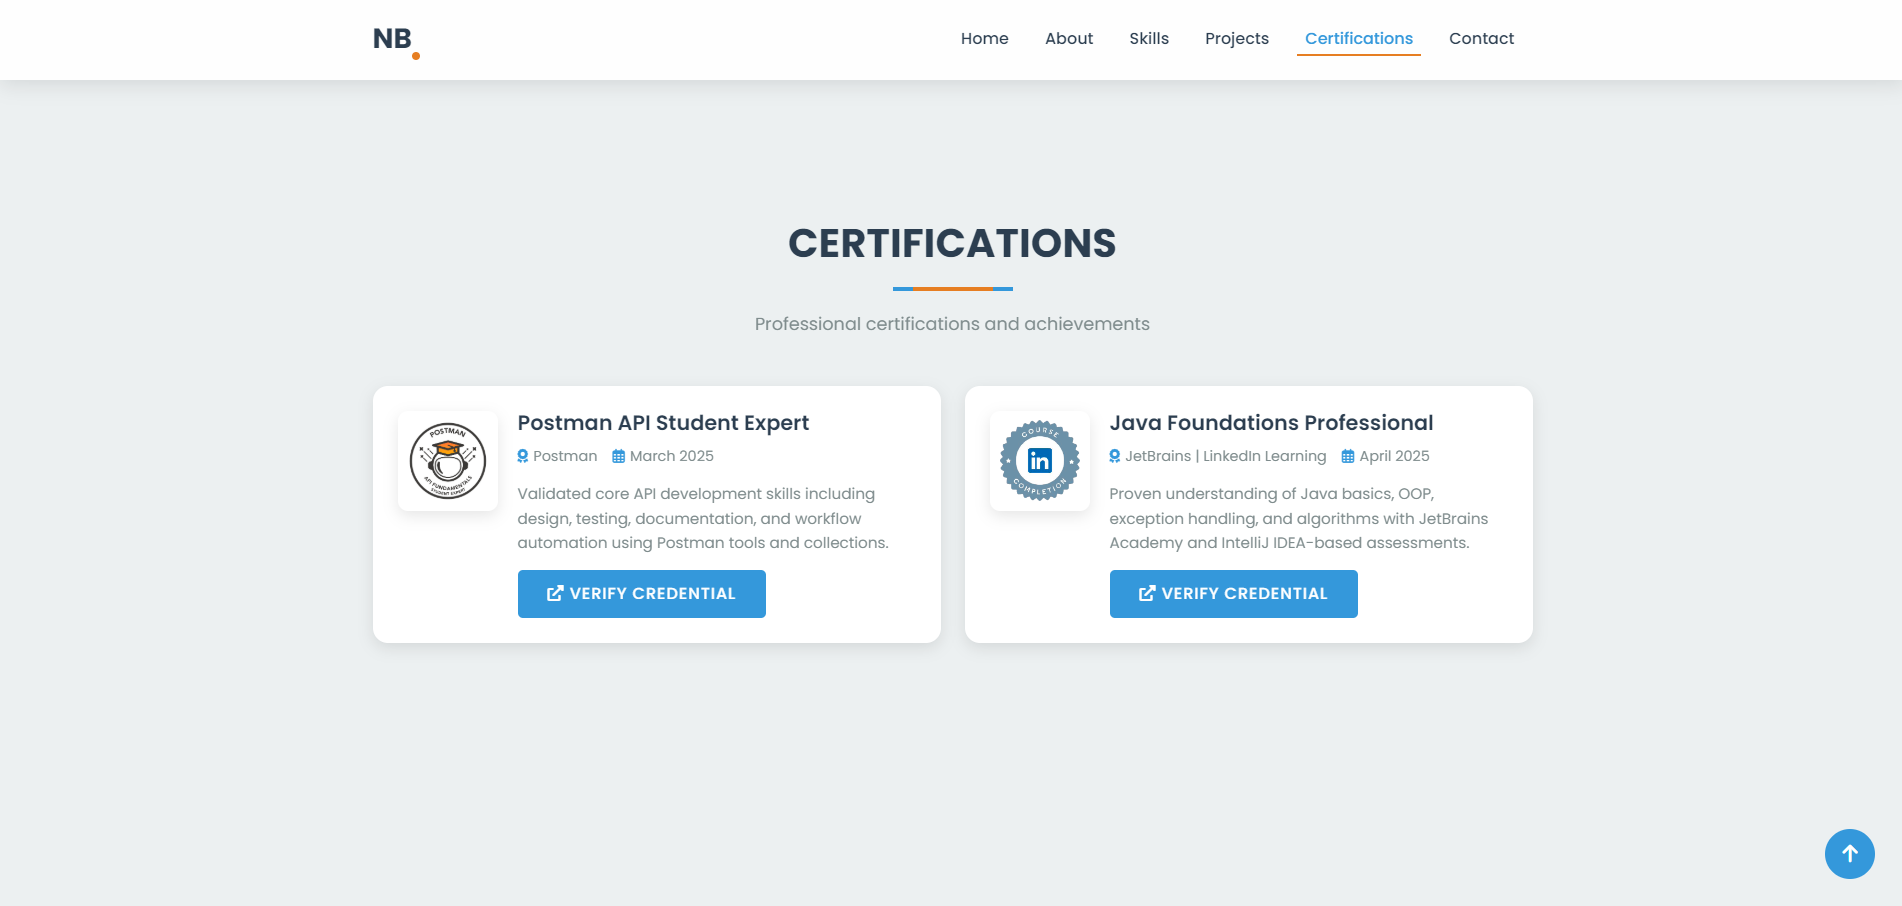 NB.
Home About Skills Projects Certifications Contact
CERTIFICATIONS
Professional certifications and achievements
POSTMAN
API FUNDAMENTALS
STUDENT EXPERT
Postman API Student Expert
Postman March 2025
Validated core API development skills including
design, testing, documentation, and workflow
automation using Postman tools and collections.
VERIFY CREDENTIAL
COURSE
in
COMPLETION
Java Foundations Professional
JetBrains | LinkedIn Learning April 2025
Proven understanding of Java basics, OOP,
exception handling, and algorithms with JetBrains
Academy and IntelliJ IDEA-based assessments.
VERIFY CREDENTIAL